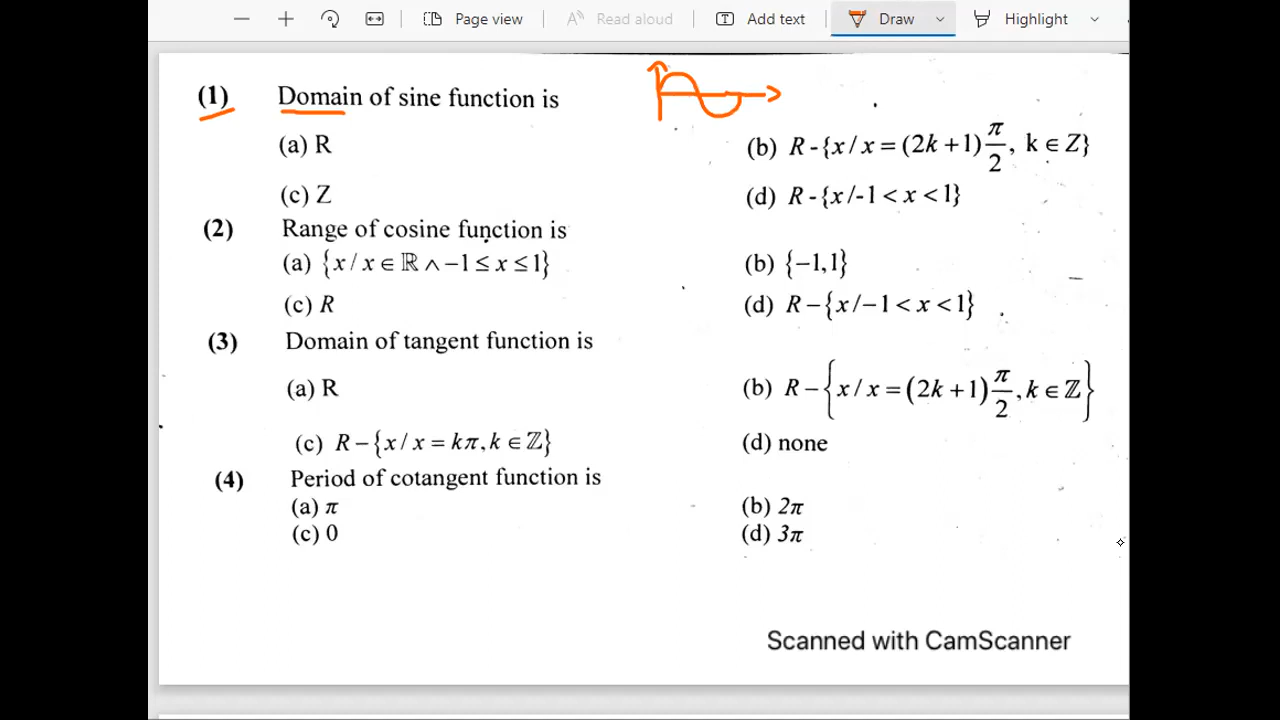 Page view Read aloud Add text Draw Highlight
(1) Domain of sine function is
(a) R (b) R - {x / x = (2k + 1) π/2, k ∈ Z}
(c) Z (d) R - {x/-1 < x < 1}
(2) Range of cosine function is
(a) {x / x ∈ ℝ ∧ −1 ≤ x ≤ 1} (b) {−1,1}
(c) R (d) R − {x/−1 < x < 1}
(3) Domain of tangent function is
(a) R (b) R − {x / x = (2k + 1) π/2, k ∈ ℤ}
(c) R − {x / x = kπ, k ∈ ℤ} (d) none
(4) Period of cotangent function is
(a) π (b) 2π
(c) 0 (d) 3π
Scanned with CamScanner